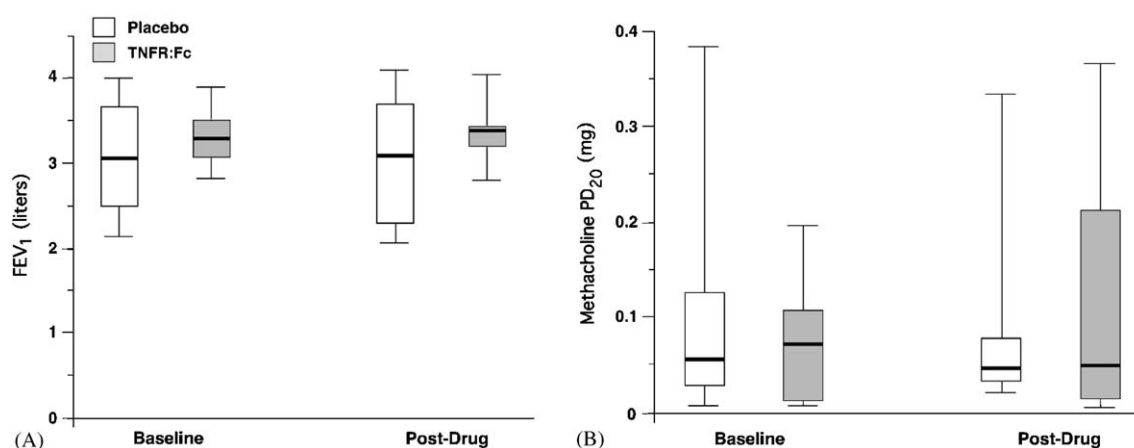 Placebo
TNFR:Fc
4
3
2
1
0
FEV1 (liters)
(A)
Baseline
Post-Drug
0.4
0.3
0.2
0.1
0
Methacholine PD20 (mg)
(B)
Baseline
Post-Drug